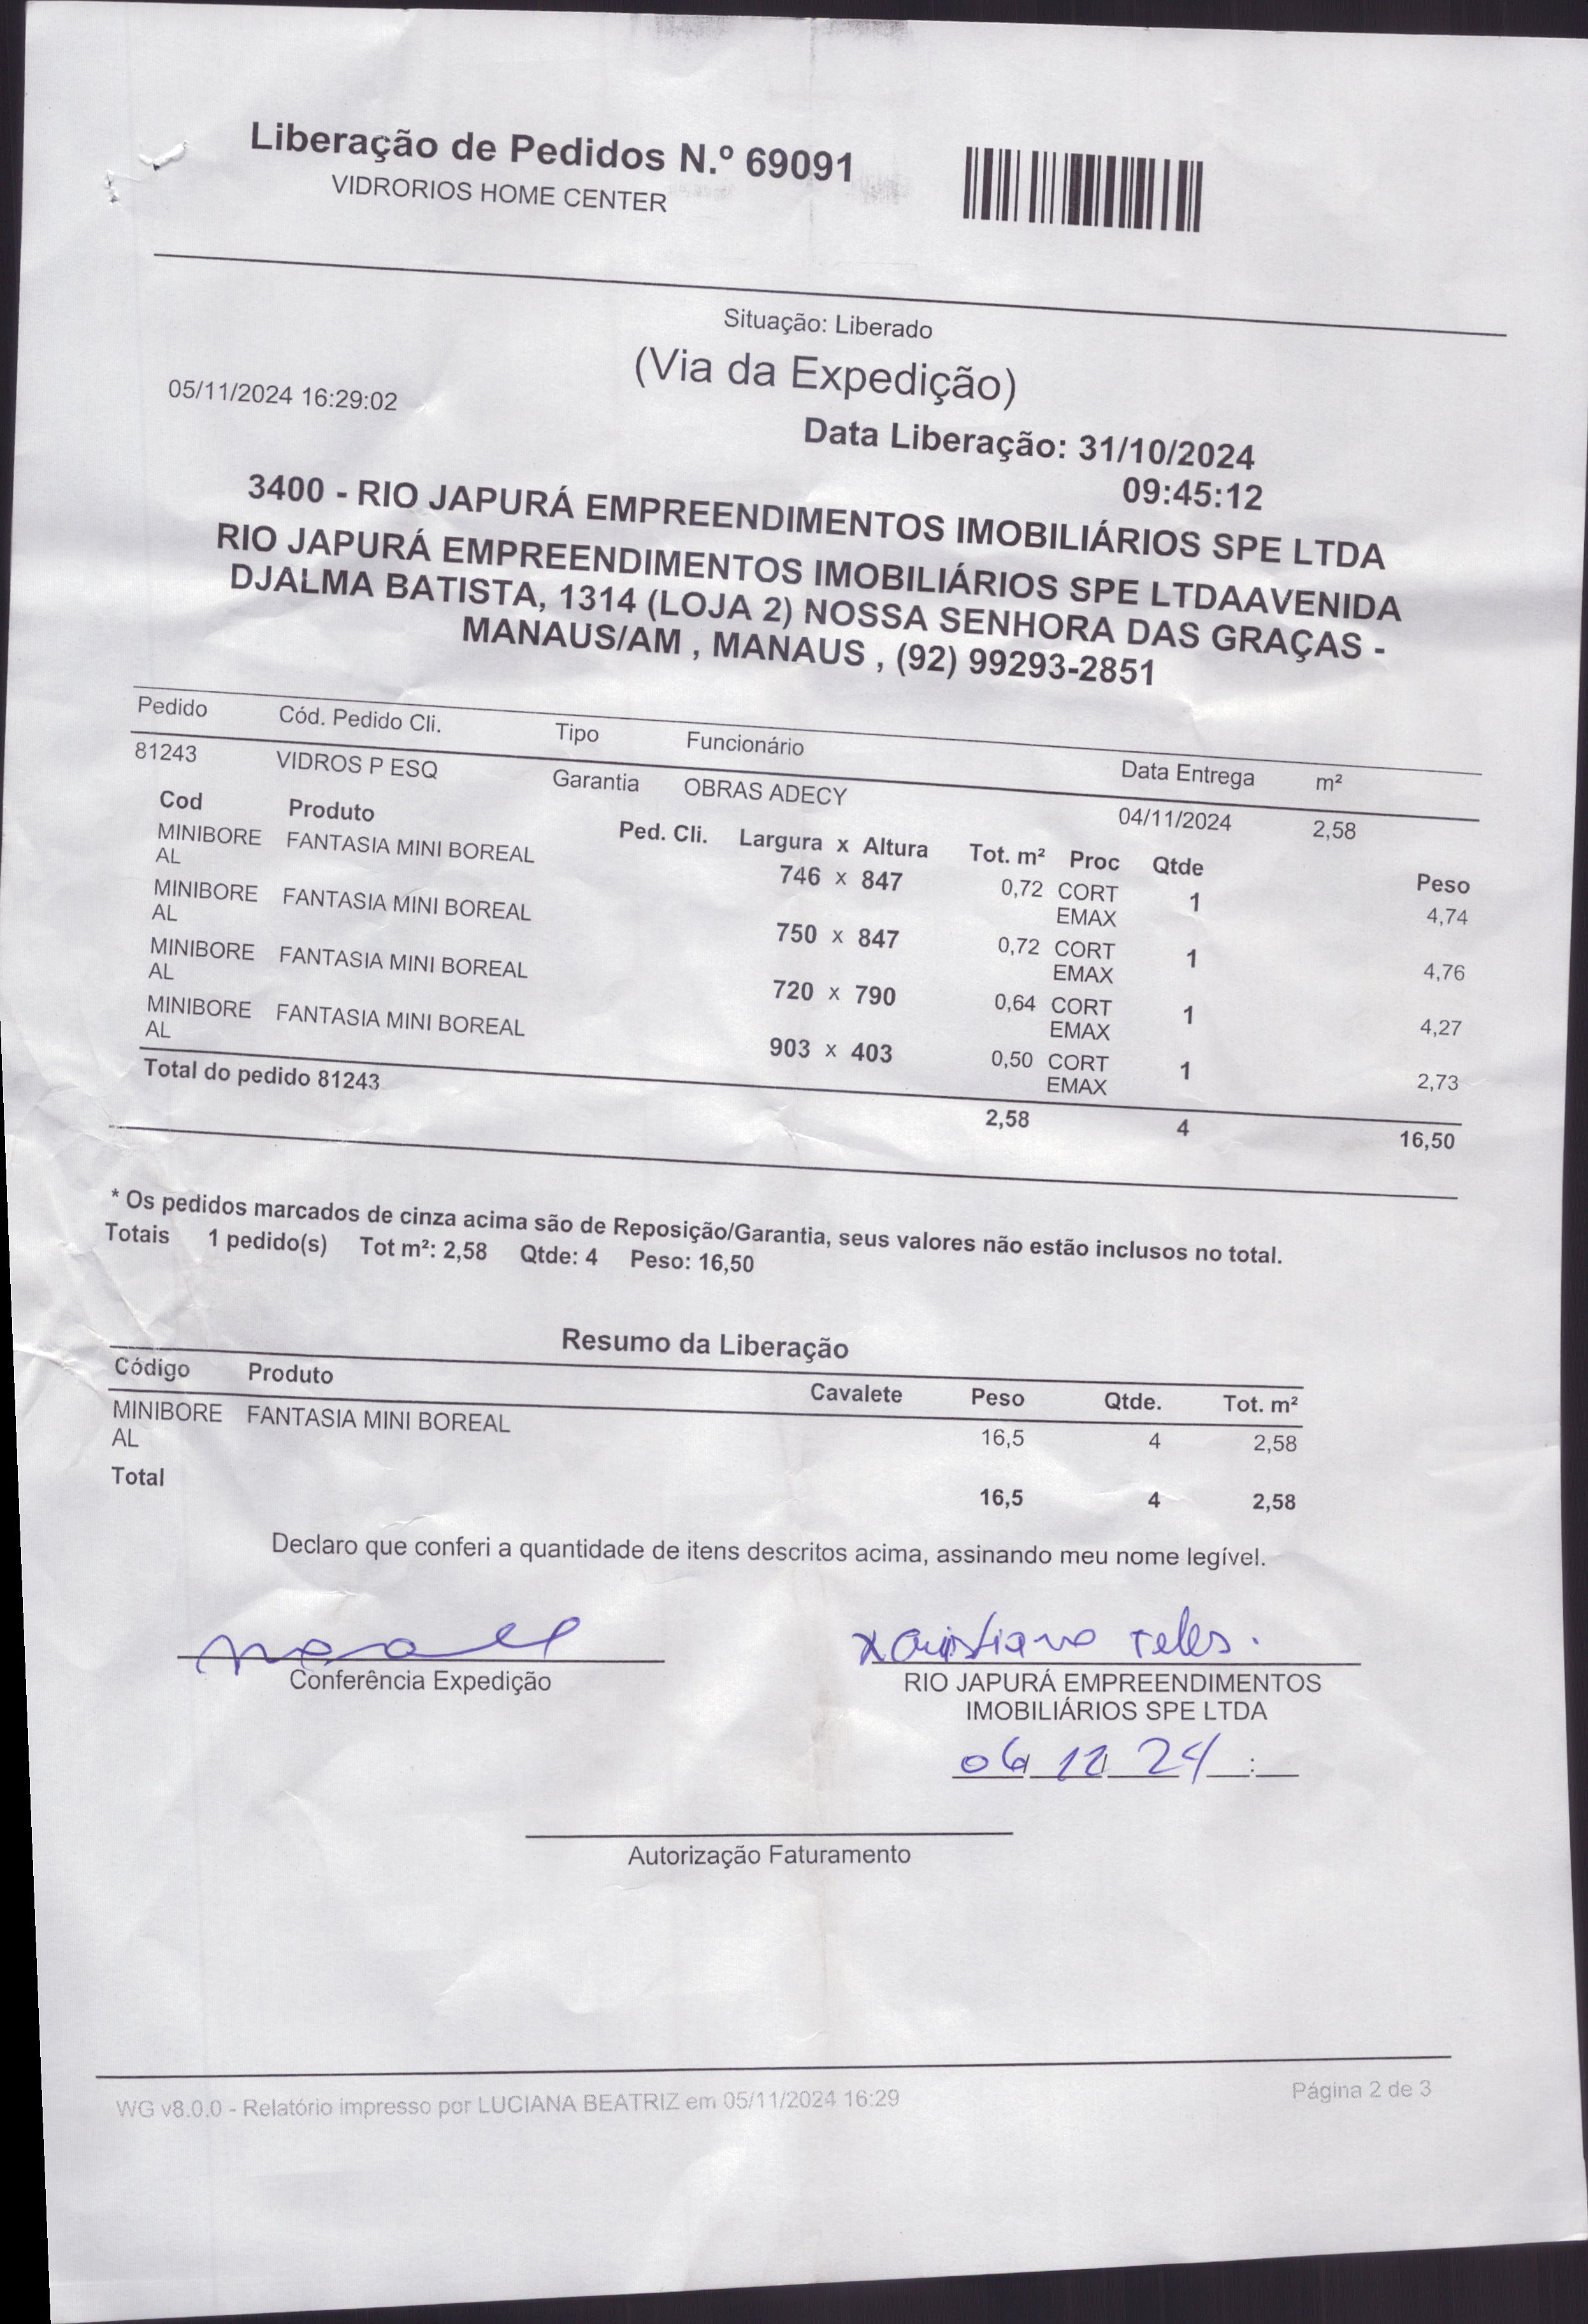 Liberação de Pedidos N.º 69091
VIDRORIOS HOME CENTER
Situação: Liberado
(Via da Expedição)
05/11/2024 16:29:02
Data Liberação: 31/10/2024
09:45:12
3400 - RIO JAPURÁ EMPREENDIMENTOS IMOBILIÁRIOS SPE LTDA
RIO JAPURÁ EMPREENDIMENTOS IMOBILIÁRIOS SPE LTDAAVENIDA
DJALMA BATISTA, 1314 (LOJA 2) NOSSA SENHORA DAS GRAÇAS -
MANAUS/AM , MANAUS , (92) 99293-2851
Pedido Cód. Pedido Cli. Tipo Funcionário Data Entrega m²
81243 VIDROS P ESQ Garantia OBRAS ADECY 04/11/2024 2,58
Cod Produto Ped. Cli. Largura x Altura Tot. m² Proc Qtde Peso
MINIBORE FANTASIA MINI BOREAL 746 x 847 0,72 CORT 1 4,74
AL EMAX
MINIBORE FANTASIA MINI BOREAL 750 x 847 0,72 CORT 1 4,76
AL EMAX
MINIBORE FANTASIA MINI BOREAL 720 x 790 0,64 CORT 1 4,27
AL EMAX
MINIBORE FANTASIA MINI BOREAL 903 x 403 0,50 CORT 1 2,73
AL EMAX
Total do pedido 81243 2,58 4 16,50
* Os pedidos marcados de cinza acima são de Reposição/Garantia, seus valores não estão inclusos no total.
Totais 1 pedido(s) Tot m²: 2,58 Qtde: 4 Peso: 16,50
Resumo da Liberação
Código Produto Cavalete Peso Qtde. Tot. m²
MINIBORE FANTASIA MINI BOREAL 16,5 4 2,58
AL
Total 16,5 4 2,58
Declaro que conferi a quantidade de itens descritos acima, assinando meu nome legível.
x Cristiano Teles.
Conferência Expedição
RIO JAPURÁ EMPREENDIMENTOS
IMOBILIÁRIOS SPE LTDA
06/12/24 :
Autorização Faturamento
WG v8.0.0 - Relatório impresso por LUCIANA BEATRIZ em 05/11/2024 16:29
Página 2 de 3